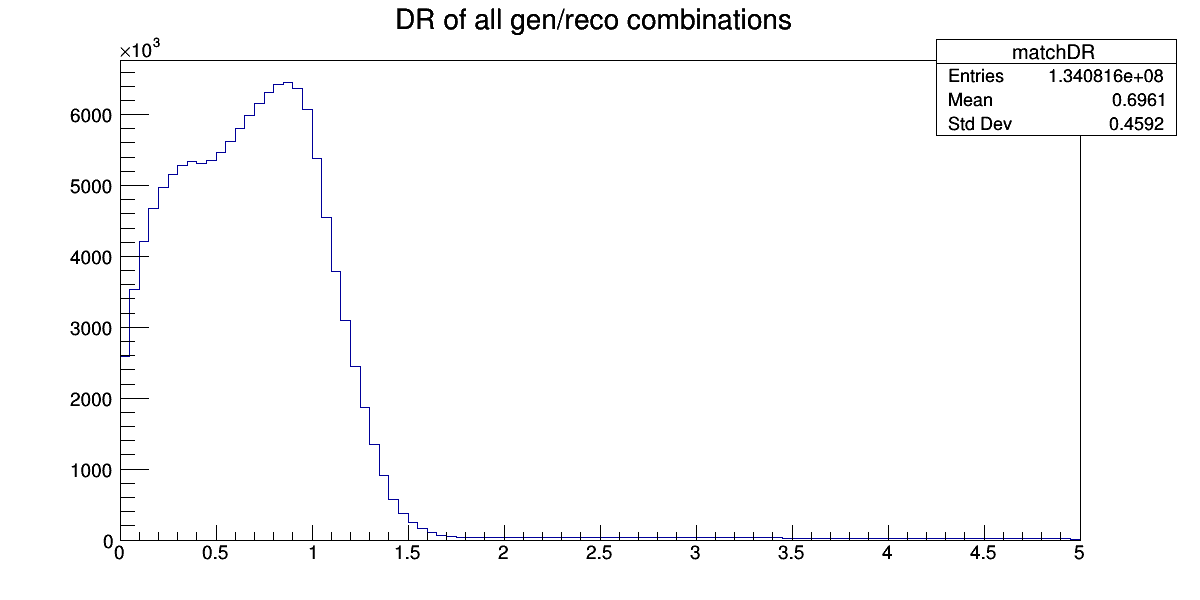 DR of all gen/reco combinations
×10³
matchDR
Entries 1.340816e+08
Mean 0.6961
Std Dev 0.4592
6000
5000
4000
3000
2000
1000
0
0 0.5 1 1.5 2 2.5 3 3.5 4 4.5 5